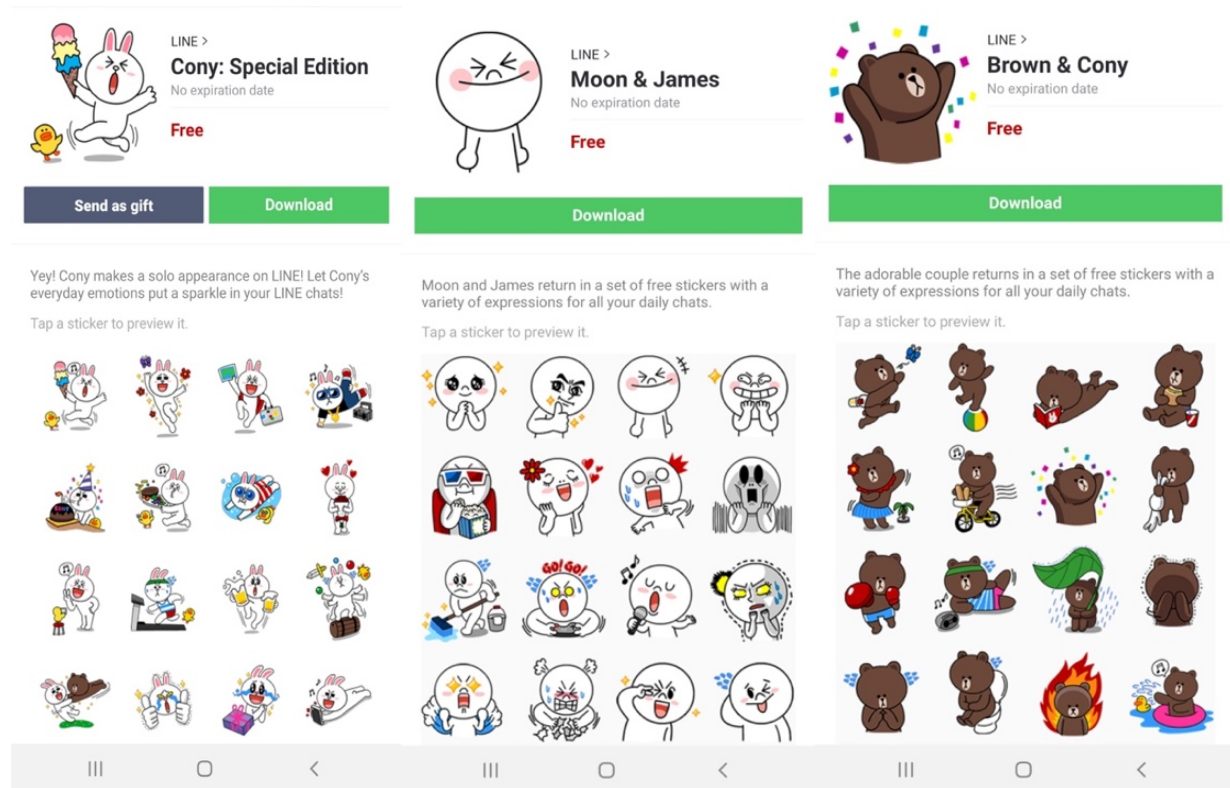 LINE >
Cony: Special Edition
No expiration date
Free
Send as gift
Download
Yey! Cony makes a solo appearance on LINE! Let Cony's
everyday emotions put a sparkle in your LINE chats!
Tap a sticker to preview it.
LINE >
Moon & James
No expiration date
Free
Download
Moon and James return in a set of free stickers with a
variety of expressions for all your daily chats.
Tap a sticker to preview it.
GO! GO!
LINE >
Brown & Cony
No expiration date
Free
Download
The adorable couple returns in a set of free stickers with a
variety of expressions for all your daily chats.
Tap a sticker to preview it.